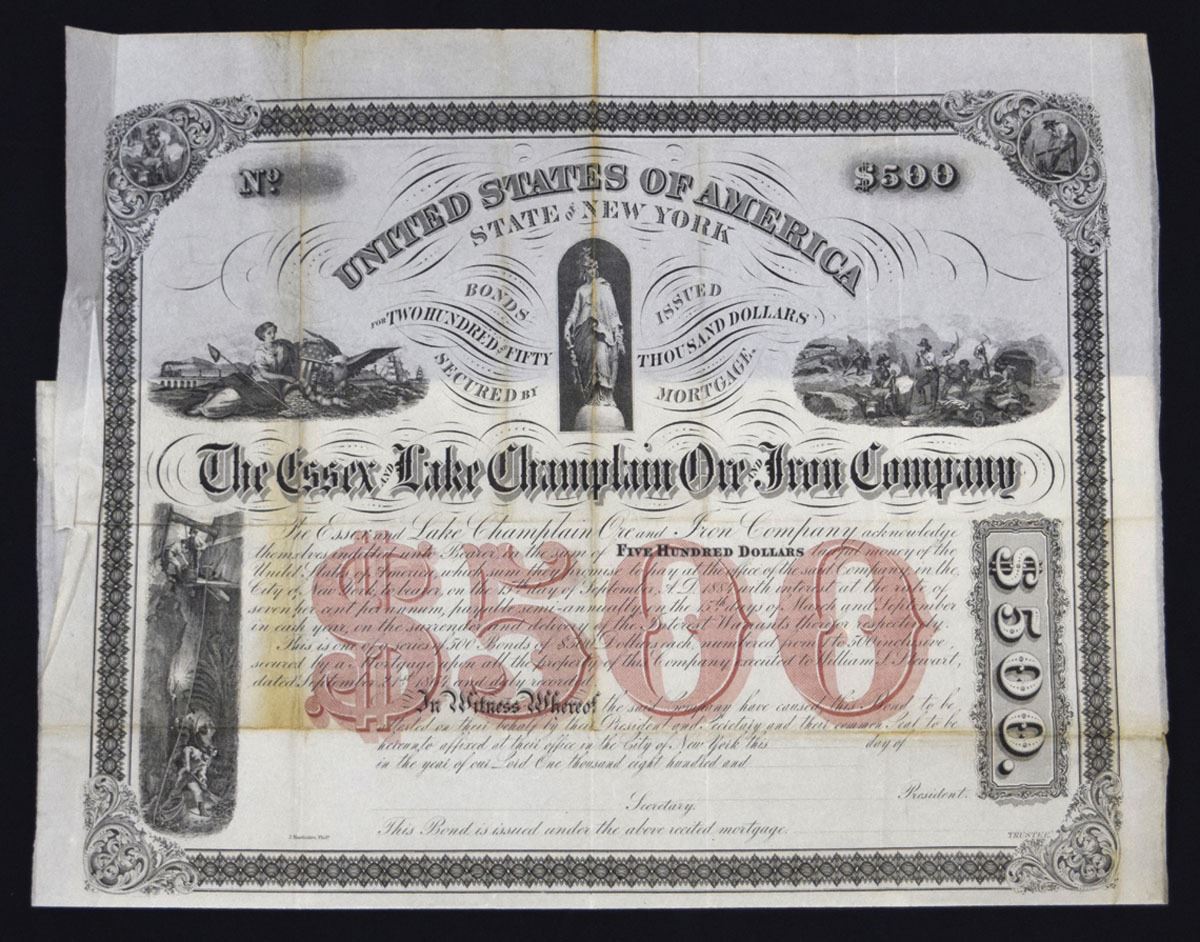 Nº
$500
UNITED STATES OF AMERICA
STATE OF NEW YORK
BONDS ISSUED
FOR TWO HUNDRED AND FIFTY THOUSAND DOLLARS
SECURED BY MORTGAGE.
The Essex AND Lake Champlain Ore AND Iron Company
The Essex and Lake Champlain Ore and Iron Company acknowledge
themselves indebted unto Bearer, in the sum of FIVE HUNDRED DOLLARS lawful money of the
United States of America, which sum they promise to pay at the office of the said Company in the
City of New York, to bearer, on the 15th day of September A.D. 1884 with interest at the rate of
seven per cent per annum, payable semi-annually, on the 15th days of March and September
in each year, on the surrender and delivery of the Interest Warrants therefor respectively.
This is one of a series of 500 Bonds of $500 Dollars each numbered from 1 to 500 inclusive
secured by a Mortgage upon all the property of this Company executed to William Stewart,
dated September 21st 1864 and duly recorded.
In Witness Whereof the said Company have caused this Bond, to be
attested on their behalf by their President and Secretary and their common Seal to be
hereunto affixed at their office in the City of New York this day of
in the year of our Lord One thousand eight hundred and
$500
$500.
President.
Secretary.
This Bond is issued under the above recited mortgage.
TRUSTEE